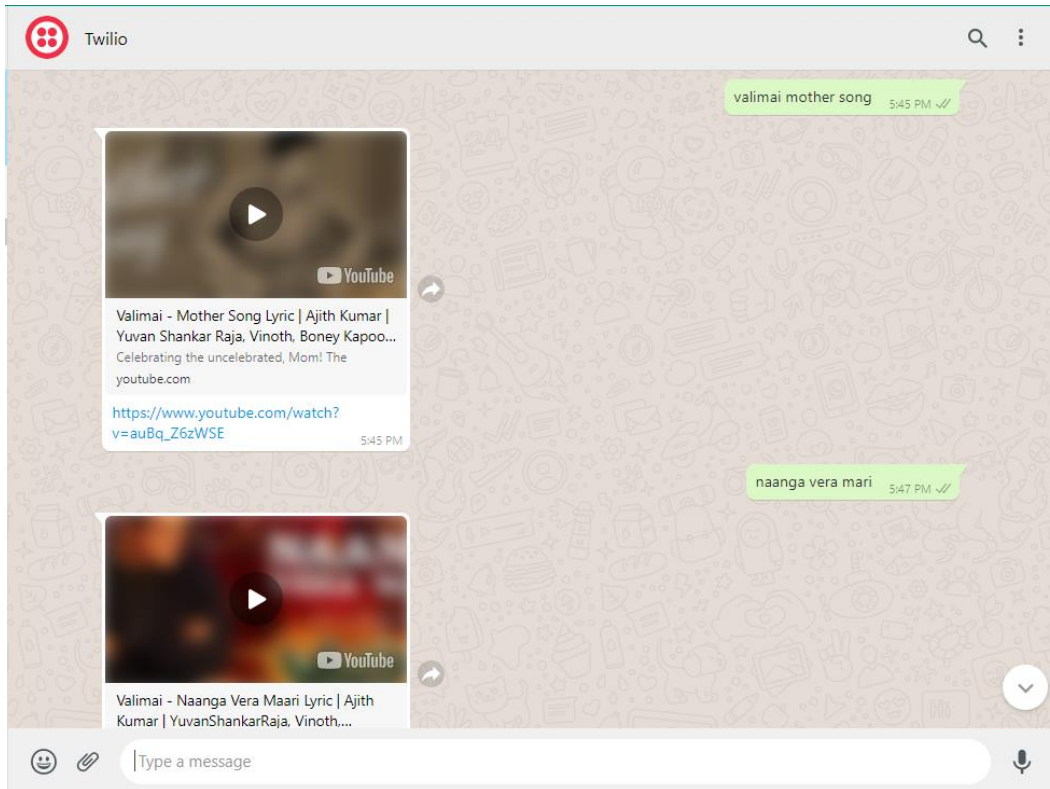 Twilio
valimai mother song 5:45 PM
YouTube
Valimai - Mother Song Lyric | Ajith Kumar |
Yuvan Shankar Raja, Vinoth, Boney Kapoo...
Celebrating the uncelebrated, Mom! The
youtube.com
https://www.youtube.com/watch?
v=auBq_Z6zWSE
5:45 PM
naanga vera mari 5:47 PM
YouTube
Valimai - Naanga Vera Maari Lyric | Ajith
Kumar | YuvanShankarRaja, Vinoth,...
Type a message